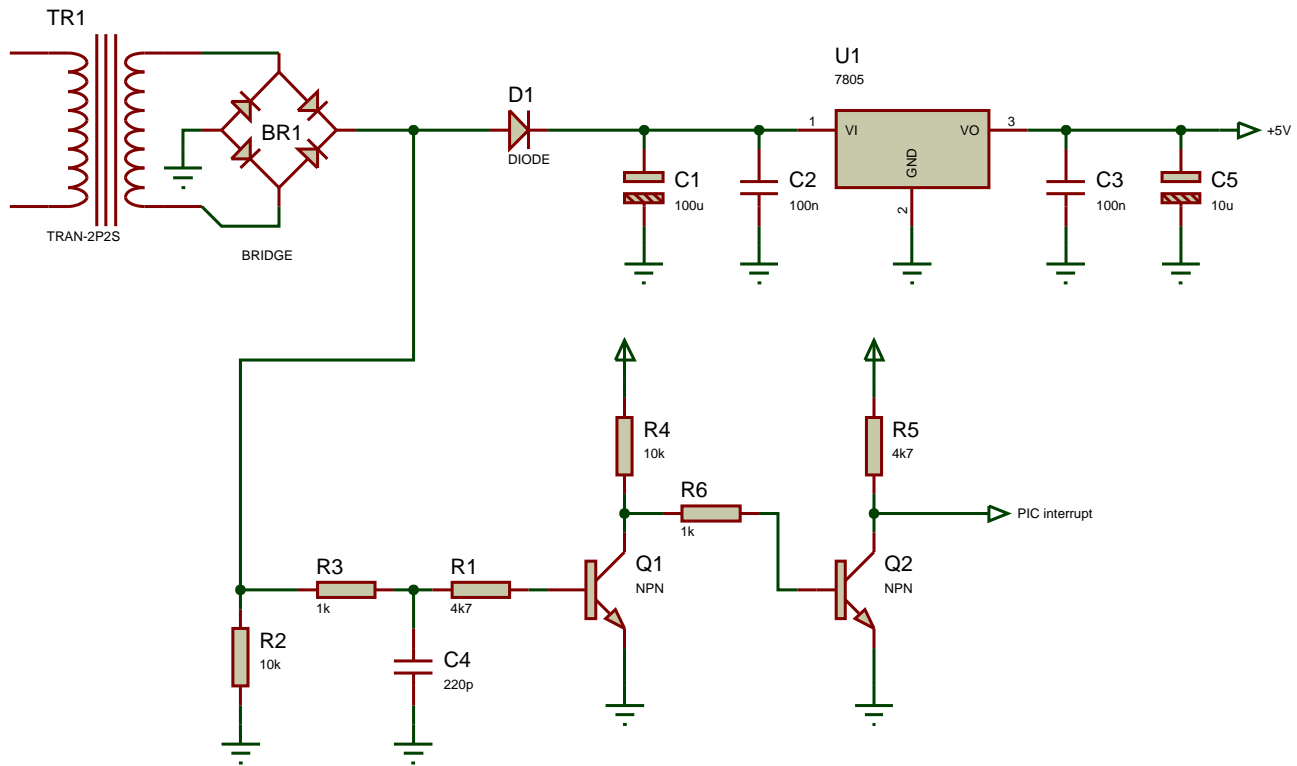 TR1
TRAN-2P2S
BR1
BRIDGE
D1
DIODE
U1
7805
1
VI
VO
3
GND
2
+5V
C1
100u
C2
100n
C3
100n
C5
10u
R4
10k
R5
4k7
R6
1k
PIC interrupt
Q1
NPN
Q2
NPN
R3
1k
R1
4k7
R2
10k
C4
220p